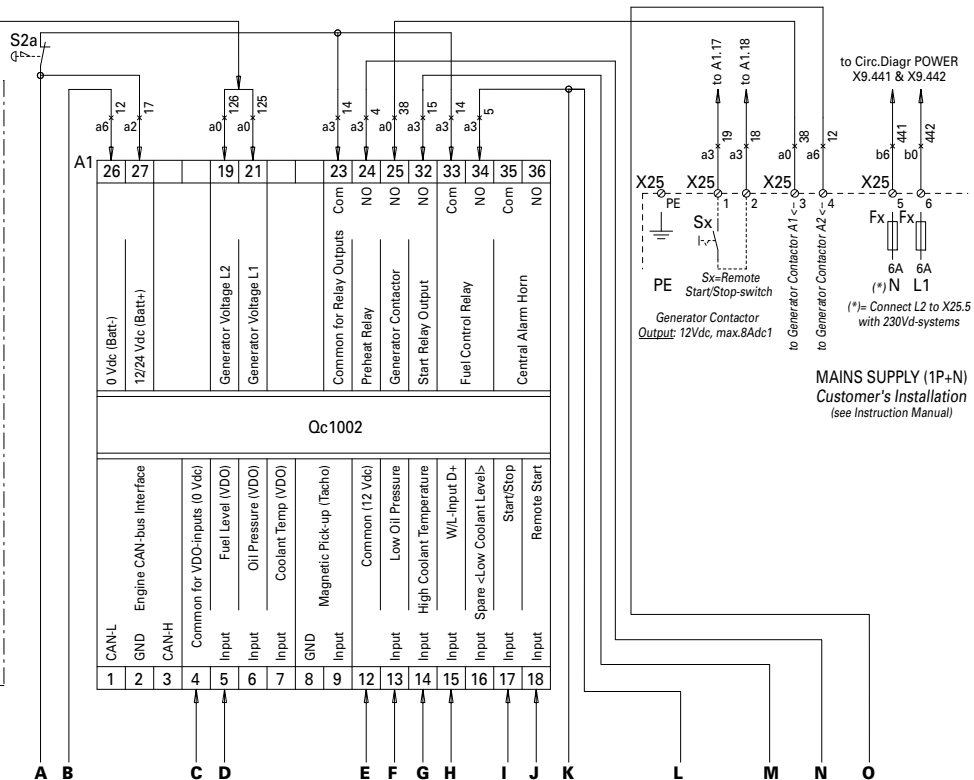 S2a
to Circ.Diagr POWER
X9.441 & X9.442
to A1.17
to A1.18
12
17
126
125
14
4
38
15
14
5
19
18
38
12
441
442
a6
a2
a0
a0
a3
a3
a0
a3
a3
a3
a3
a3
a0
a6
b6
b0
A1
26 27 19 21 23 24 25 32 33 34 35 36
X25 X25 X25 X25
PE 1 2 3 4 5 6
0 Vdc (Batt-)
12/24 Vdc (Batt+)
Generator Voltage L2
Generator Voltage L1
Common for Relay Outputs Com
Preheat Relay NO
Generator Contactor NO
Start Relay Output NO
Fuel Control Relay Com NO
Central Alarm Horn Com NO
Sx
Fx Fx
6A 6A
PE
Sx=Remote
Start/Stop-switch
Generator Contactor
Output: 12Vdc, max.8Adc1
to Generator Contactor A1 <-
to Generator Contactor A2 <-
(*) N L1
(*)= Connect L2 to X25.5
with 230Vd-systems
MAINS SUPPLY (1P+N)
Customer's Installation
(see Instruction Manual)
Qc1002
CAN-L
GND Engine CAN-bus Interface
CAN-H
Common for VDO-inputs (0 Vdc)
Input Fuel Level (VDO)
Input Oil Pressure (VDO)
Input Coolant Temp (VDO)
GND
Input Magnetic Pick-up (Tacho)
Common (12 Vdc)
Input Low Oil Pressure
Input High Coolant Temperature
Input W/L-Input D+
Input Spare <Low Coolant Level>
Input Start/Stop
Input Remote Start
1 2 3 4 5 6 7 8 9 12 13 14 15 16 17 18
A B C D E F G H I J K L M N O